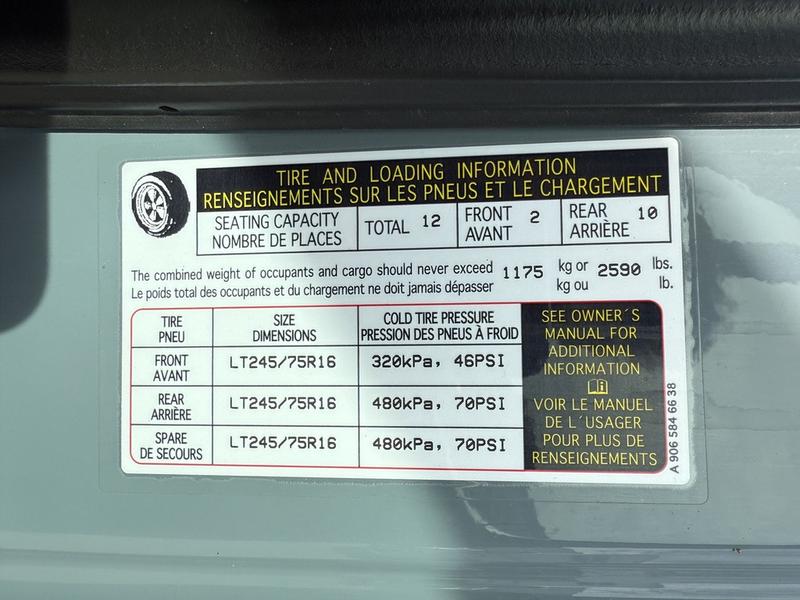 TIRE AND LOADING INFORMATION
RENSEIGNEMENTS SUR LES PNEUS ET LE CHARGEMENT
SEATING CAPACITY
NOMBRE DE PLACES
TOTAL 12
FRONT 2
AVANT
REAR 10
ARRIÈRE
The combined weight of occupants and cargo should never exceed 1175 kg or 2590 lbs.
Le poids total des occupants et du chargement ne doit jamais dépasser kg ou lb.
TIRE
PNEU
SIZE
DIMENSIONS
COLD TIRE PRESSURE
PRESSION DES PNEUS À FROID
FRONT
AVANT
LT245/75R16
320kPa, 46PSI
REAR
ARRIÈRE
LT245/75R16
480kPa, 70PSI
SPARE
DE SECOURS
LT245/75R16
480kPa, 70PSI
SEE OWNER´S
MANUAL FOR
ADDITIONAL
INFORMATION
VOIR LE MANUEL
DE L´USAGER
POUR PLUS DE
RENSEIGNEMENTS
A 906 584 66 38